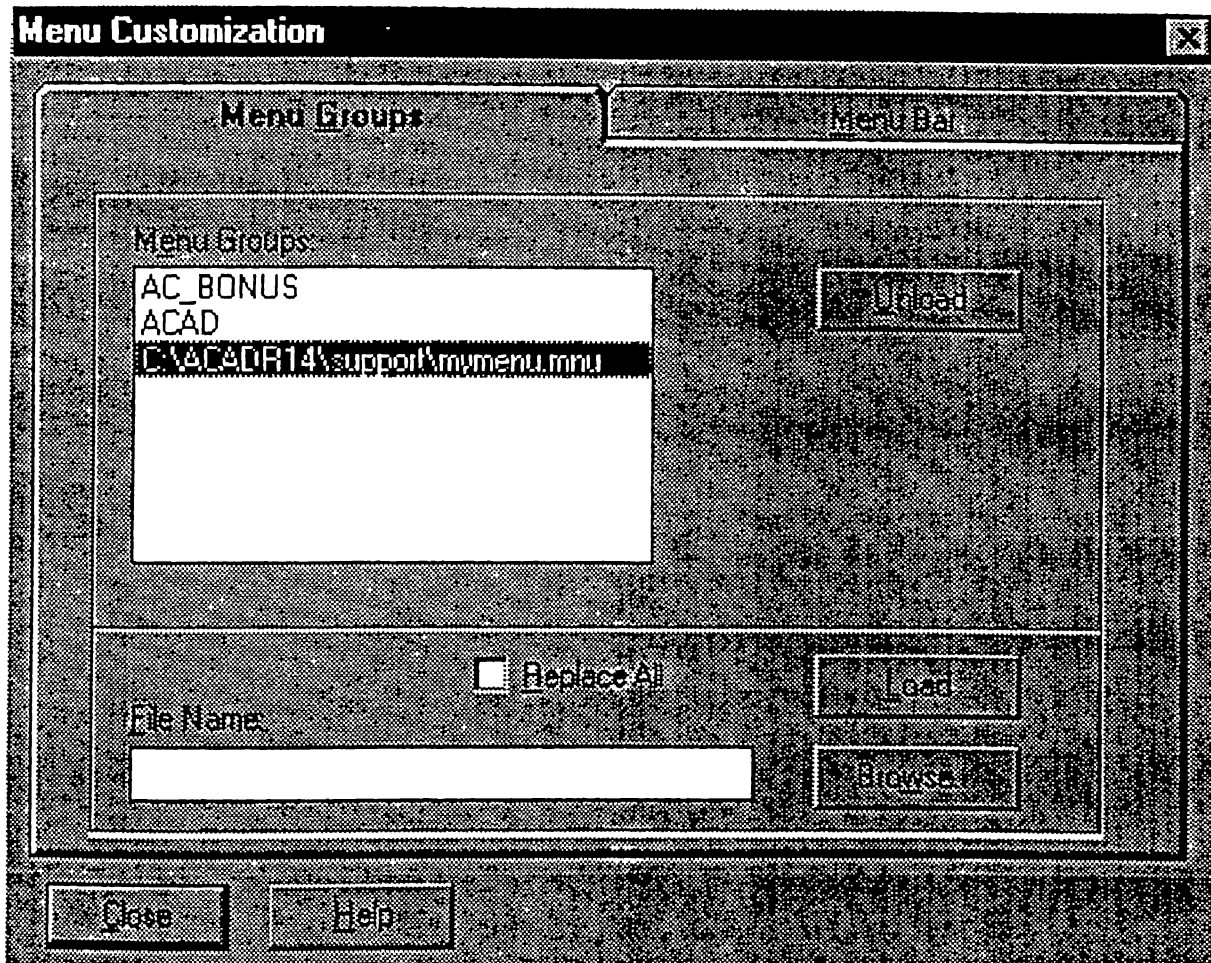 Menu Customization
Menu Groups
Menu Bar
Menu Groups:
AC_BONUS
ACAD
C:\ACADR14\support\mymenu.mnu
Unload
Replace All
Load
File Name:
Browse...
Close
Help